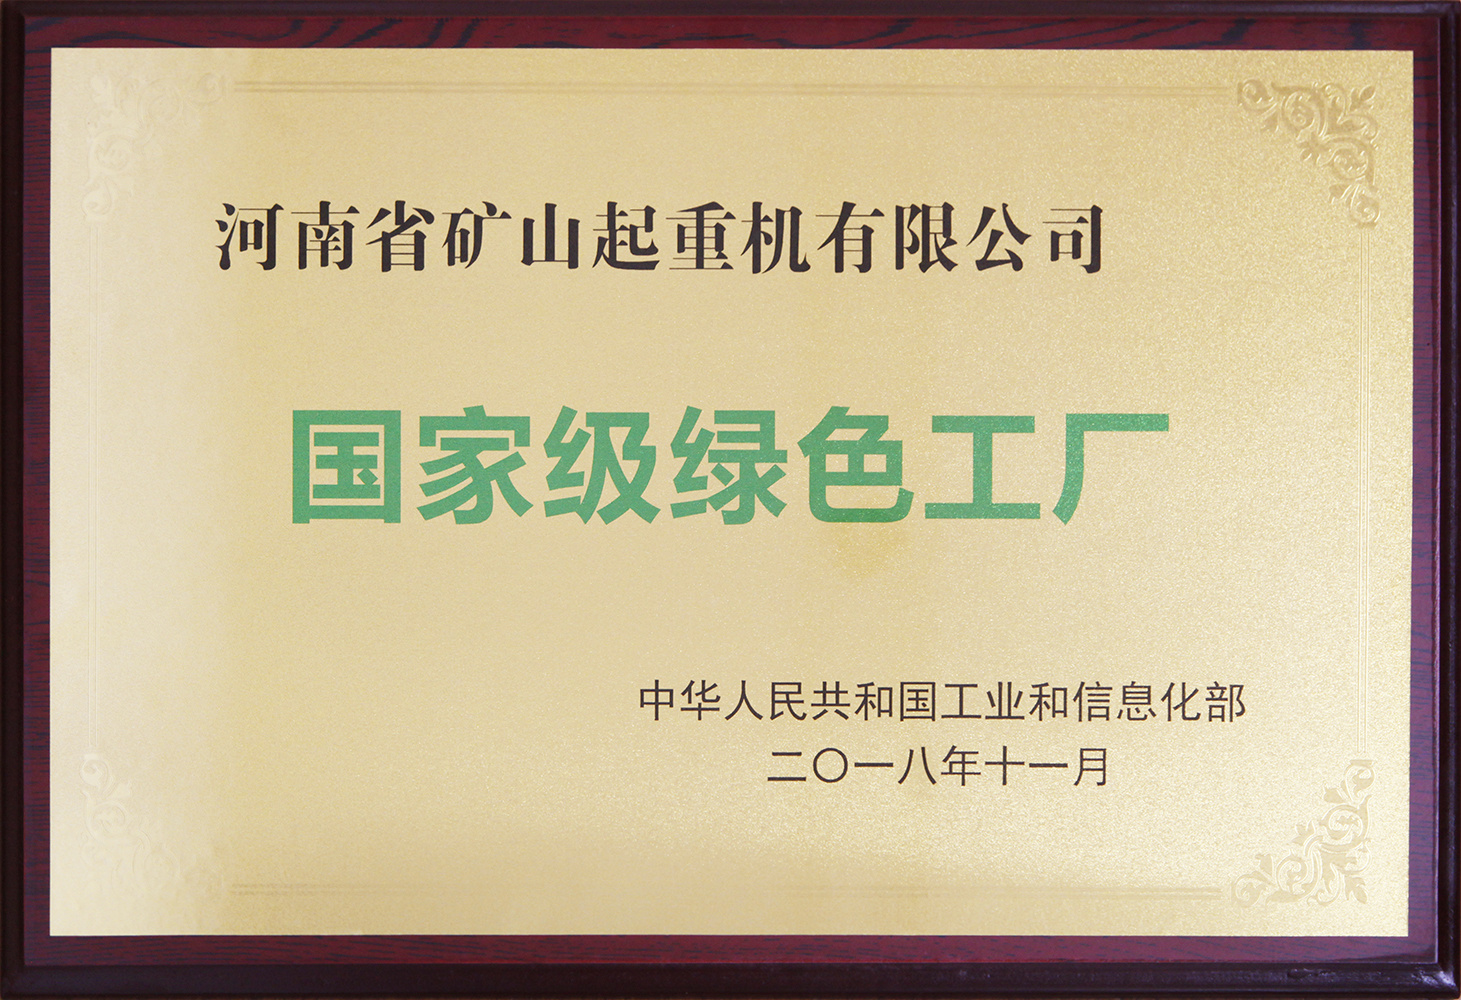 河南省矿山起重机有限公司
国家级绿色工厂
中华人民共和国工业和信息化部
二〇一八年十一月